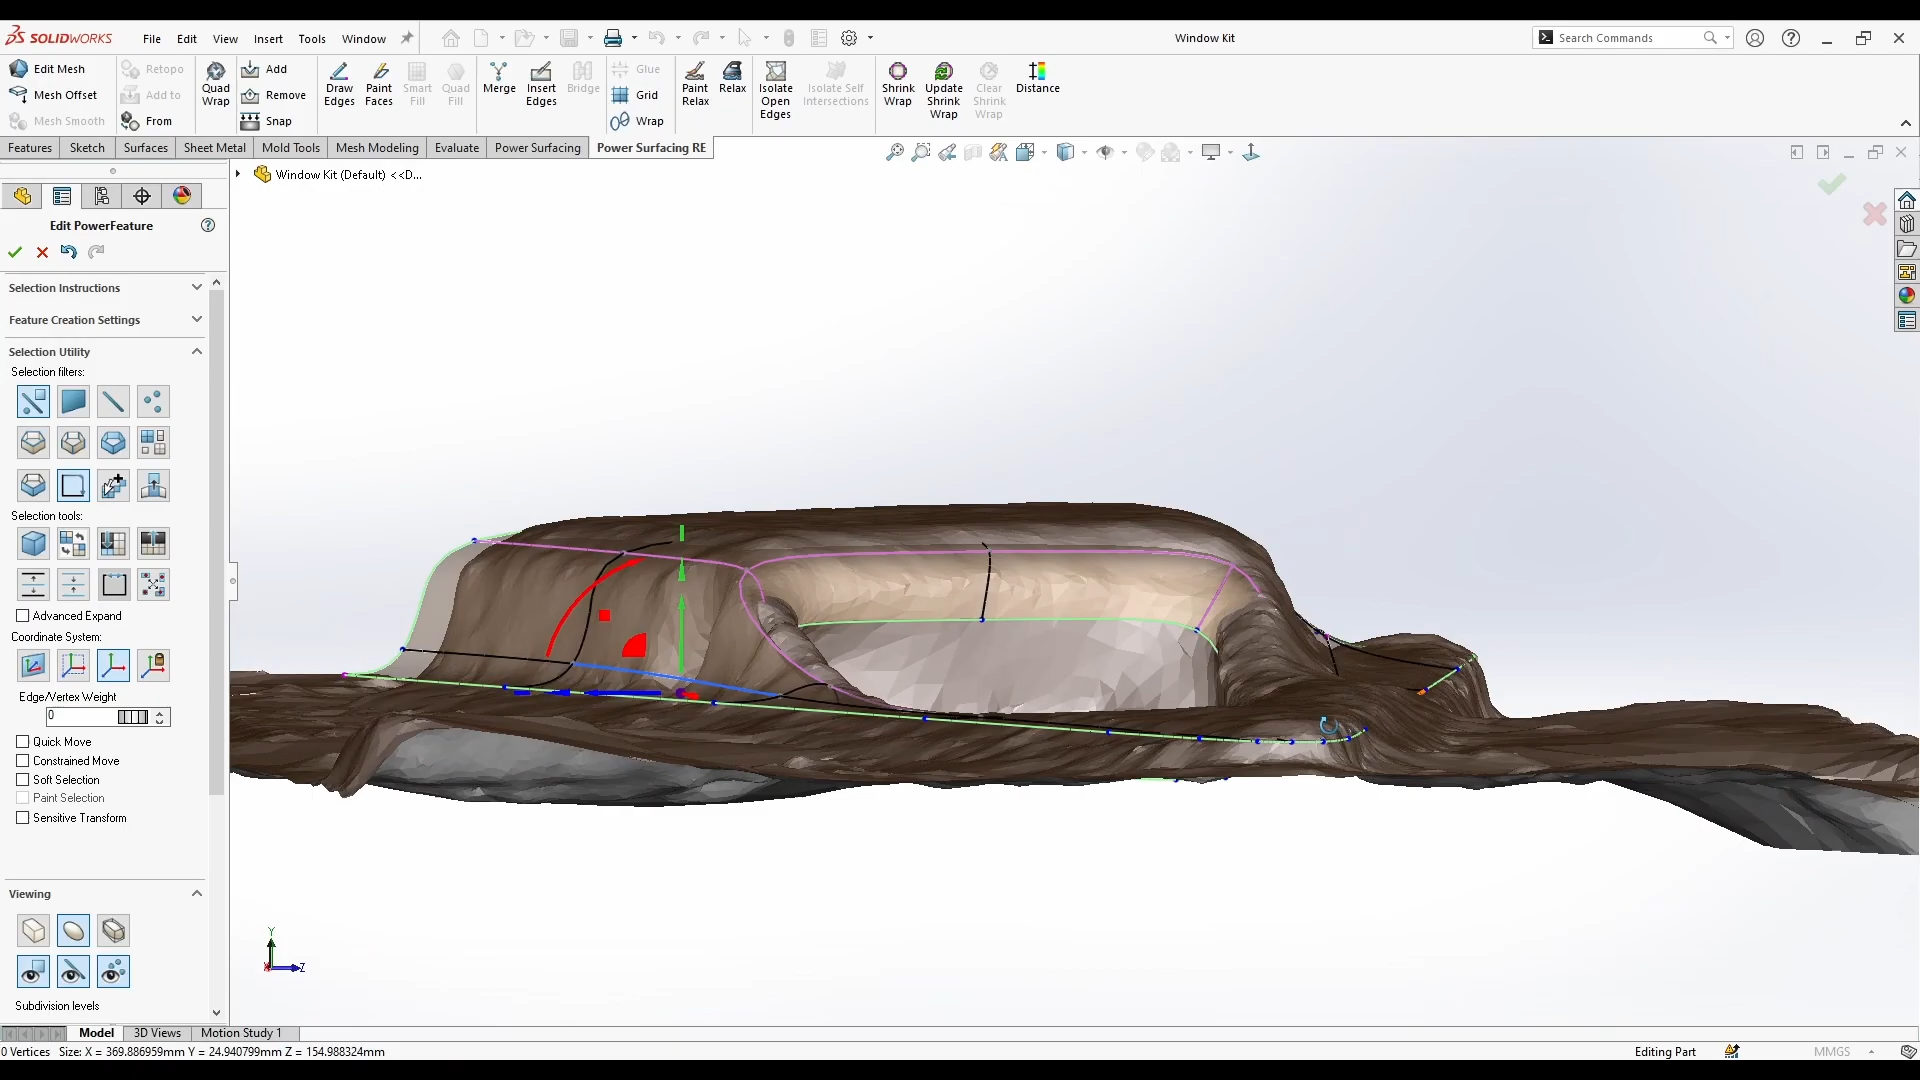 SOLIDWORKS File Edit View Insert Tools Window Window Kit Search Commands
Edit Mesh Retopo Add
Mesh Offset Add to Remove
Mesh Smooth From Snap
Quad Wrap
Draw Edges
Paint Faces
Smart Fill
Quad Fill
Merge
Insert Edges
Bridge
Glue
Grid
Wrap
Paint Relax
Relax
Isolate Open Edges
Isolate Self Intersections
Shrink Wrap
Update Shrink Wrap
Clear Shrink Wrap
Distance
Features Sketch Surfaces Sheet Metal Mold Tools Mesh Modeling Evaluate Power Surfacing Power Surfacing RE
Window Kit (Default) <<D...
Edit PowerFeature
Selection Instructions
Feature Creation Settings
Selection Utility
Selection filters:
Selection tools:
Advanced Expand
Coordinate System:
Edge/Vertex Weight
0
Quick Move
Constrained Move
Soft Selection
Paint Selection
Sensitive Transform
Viewing
Subdivision levels
Y
X
Z
Model 3D Views Motion Study 1
0 Vertices Size: X = 369.886959mm Y = 24.940799mm Z = 154.988324mm Editing Part MMGS